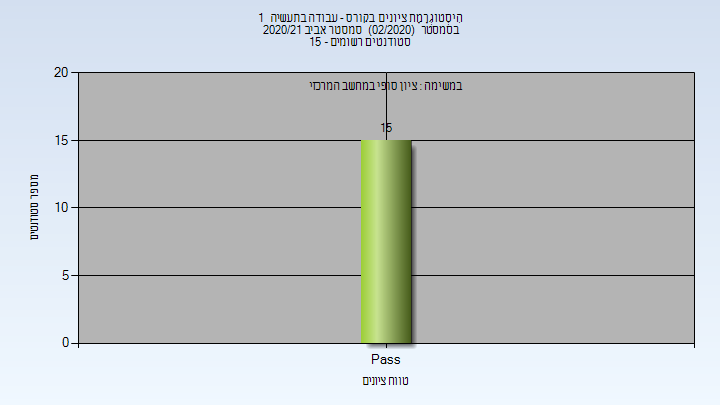 היסטוגרמת ציונים בקורס - עבודה בתעשיה 1
בסמסטר (02/2020) סמסטר אביב 2020/21
סטודנטים רשומים - 15
במשימה : ציון סופי במחשב המרכזי
15
20
15
10
5
0
מספר סטודנטים
Pass
טווח ציונים